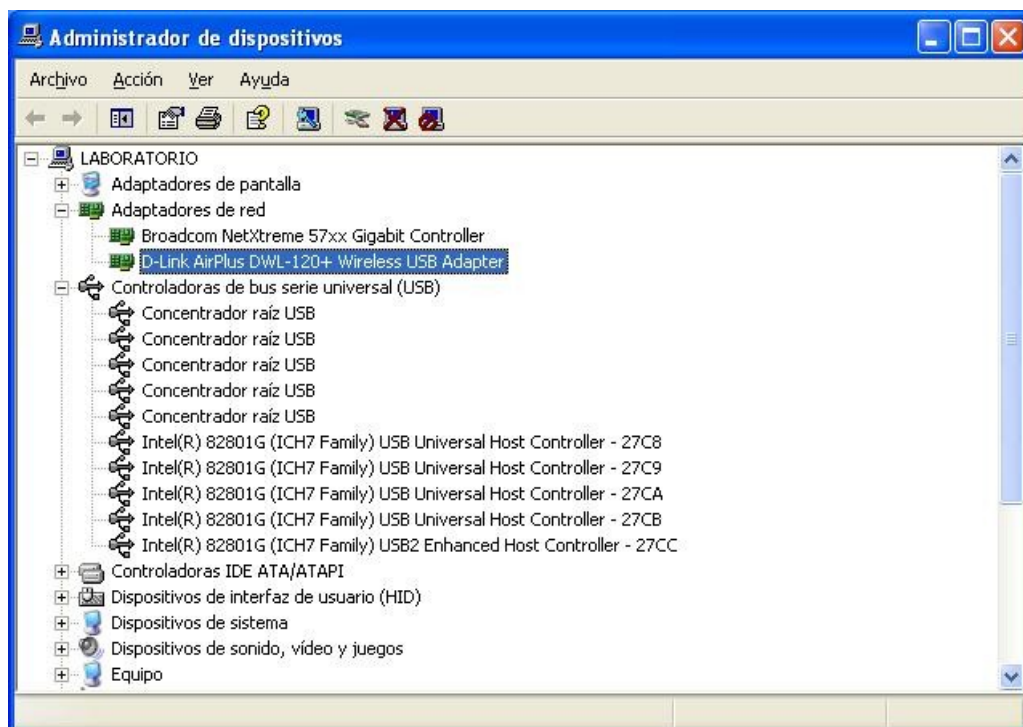 Administrador de dispositivos
Archivo Acción Ver Ayuda
LABORATORIO
Adaptadores de pantalla
Adaptadores de red
Broadcom NetXtreme 57xx Gigabit Controller
D-Link AirPlus DWL-120+ Wireless USB Adapter
Controladoras de bus serie universal (USB)
Concentrador raíz USB
Concentrador raíz USB
Concentrador raíz USB
Concentrador raíz USB
Concentrador raíz USB
Intel(R) 82801G (ICH7 Family) USB Universal Host Controller - 27C8
Intel(R) 82801G (ICH7 Family) USB Universal Host Controller - 27C9
Intel(R) 82801G (ICH7 Family) USB Universal Host Controller - 27CA
Intel(R) 82801G (ICH7 Family) USB Universal Host Controller - 27CB
Intel(R) 82801G (ICH7 Family) USB2 Enhanced Host Controller - 27CC
Controladoras IDE ATA/ATAPI
Dispositivos de interfaz de usuario (HID)
Dispositivos de sistema
Dispositivos de sonido, vídeo y juegos
Equipo